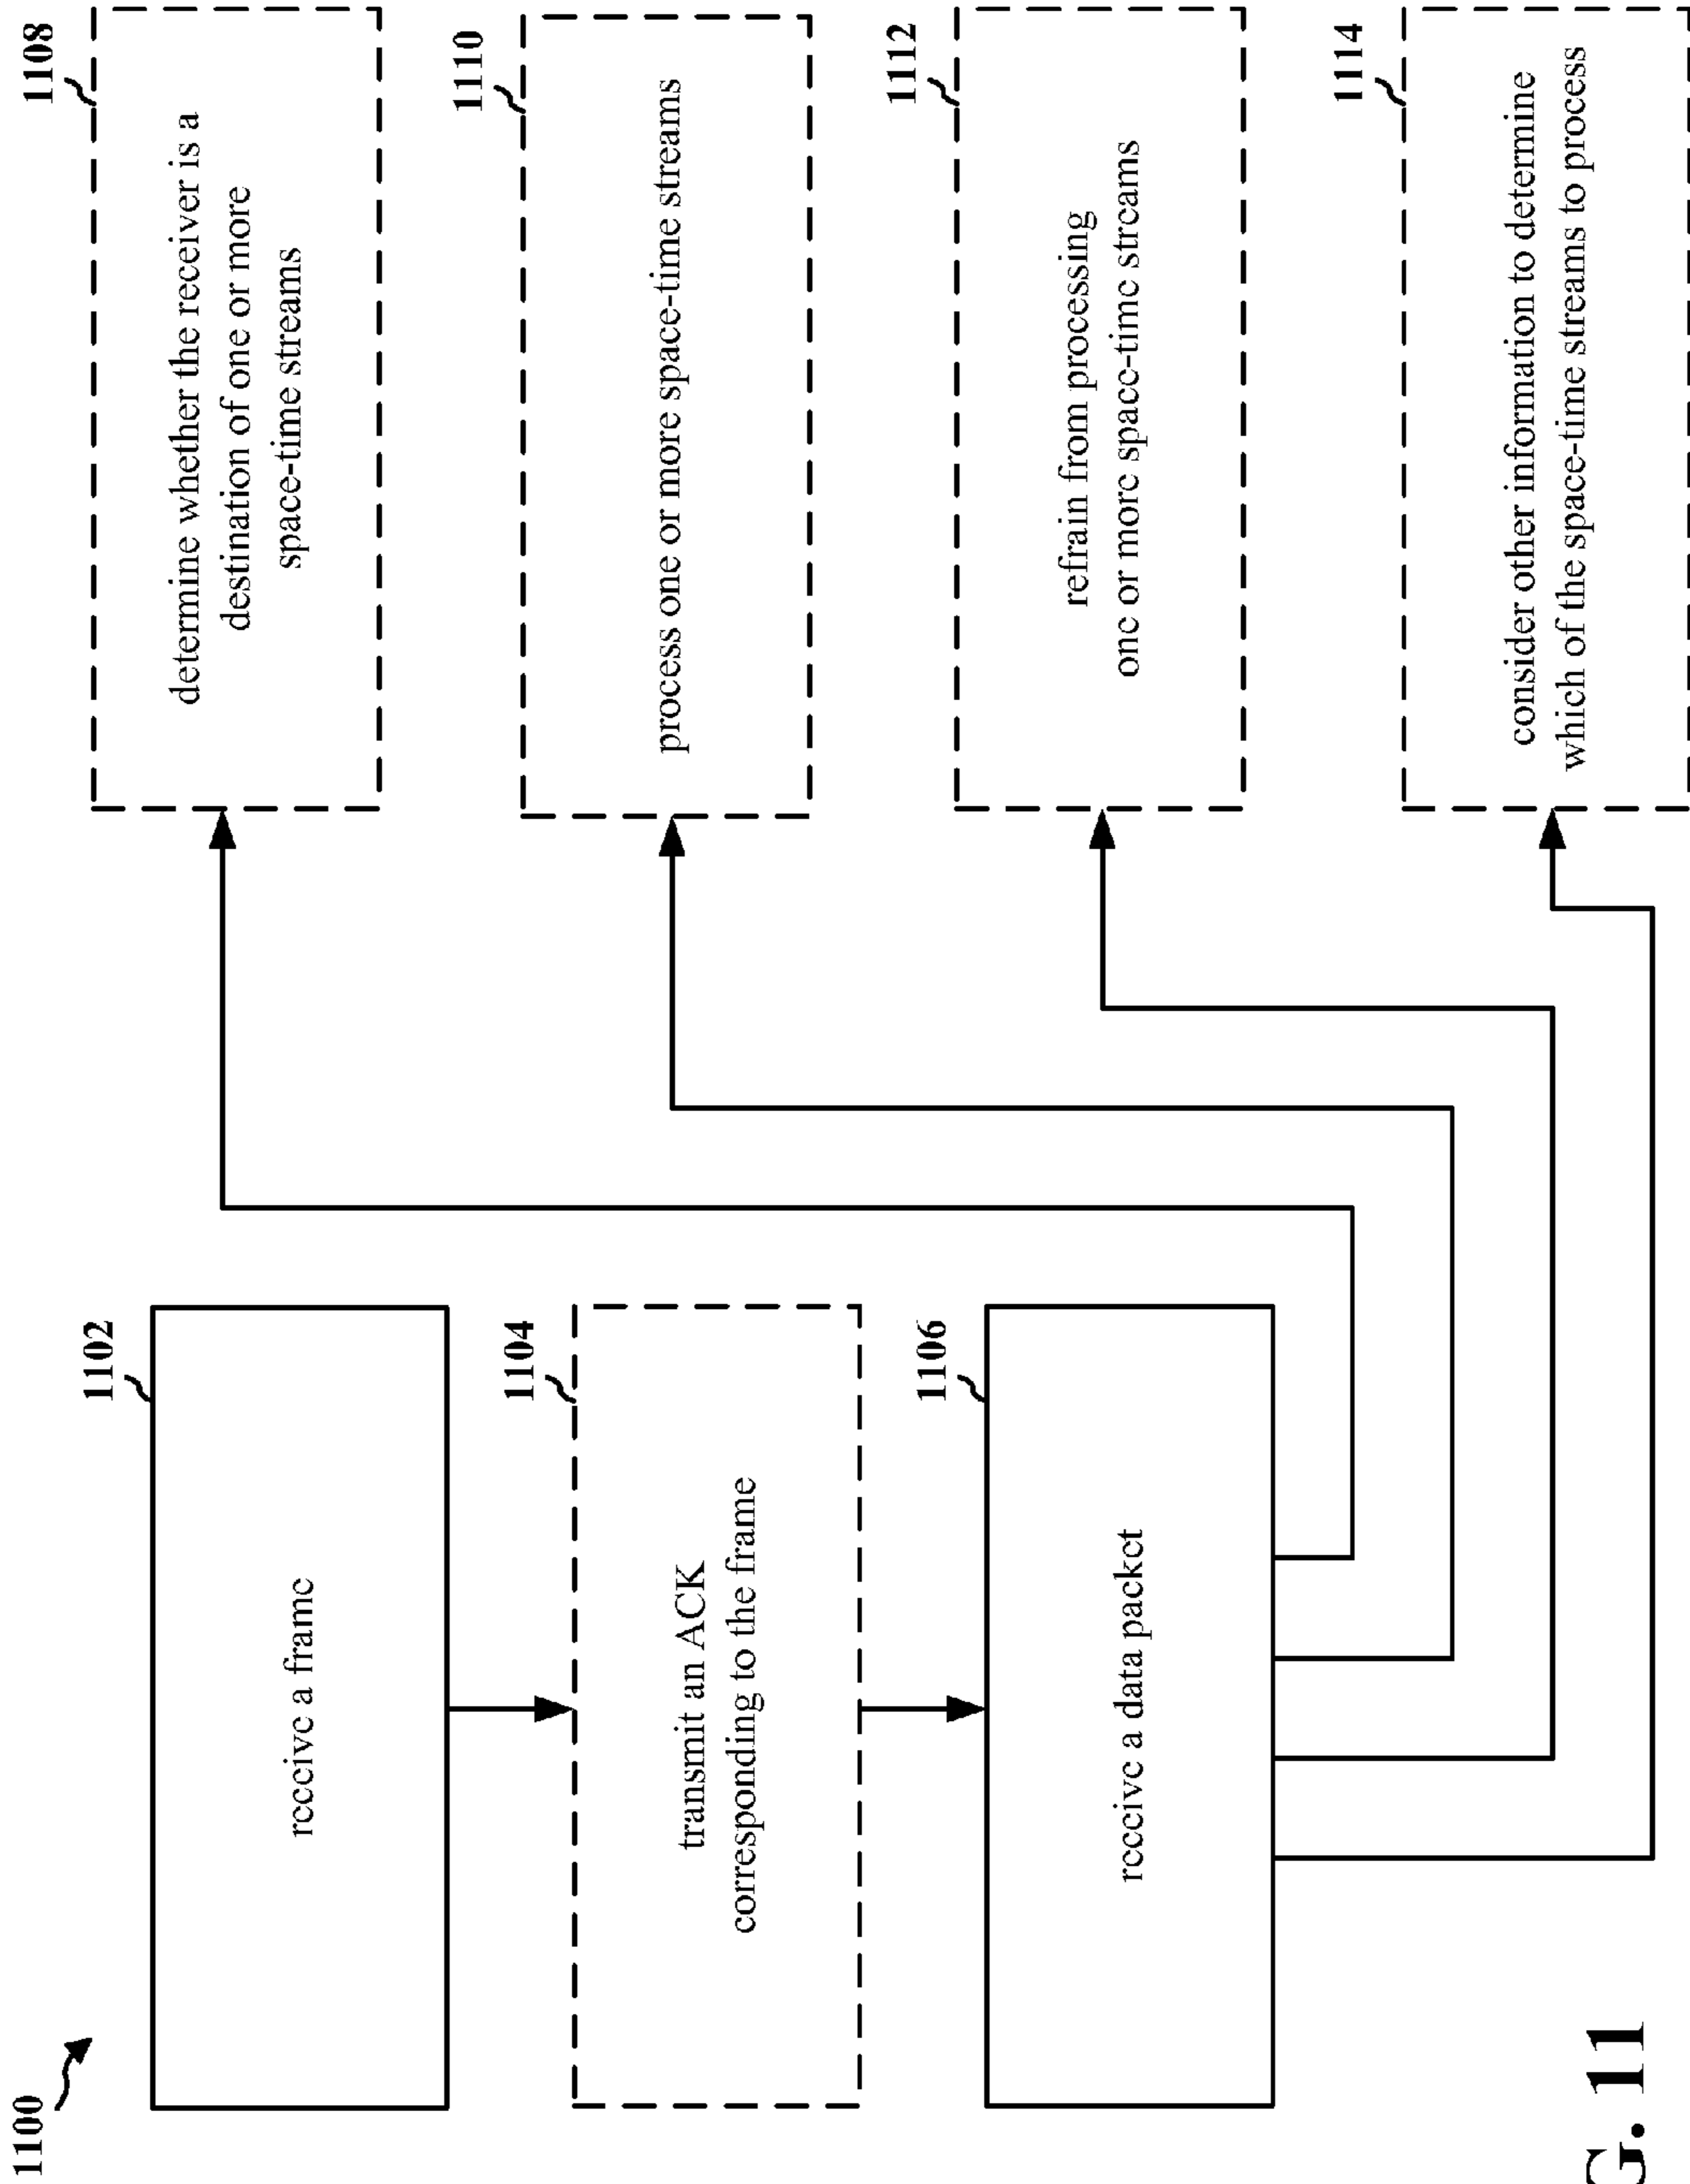 1100
1102
receive a frame
1104
transmit an ACK
corresponding to the frame
1106
receive a data packet
1108
determine whether the receiver is a
destination of one or more
space-time streams
1110
process one or more space-time streams
1112
refrain from processing
one or more space-time streams
1114
consider other information to determine
which of the space-time streams to process
G. 11